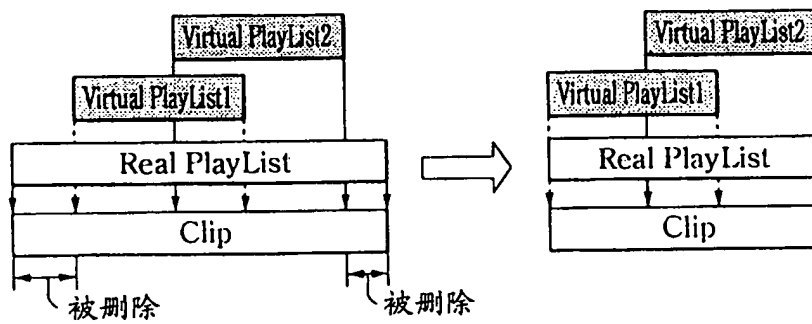 Virtual PlayList2
Virtual PlayList1
Real PlayList
Clip
被删除
被删除
Virtual PlayList2
Virtual PlayList1
Real PlayList
Clip